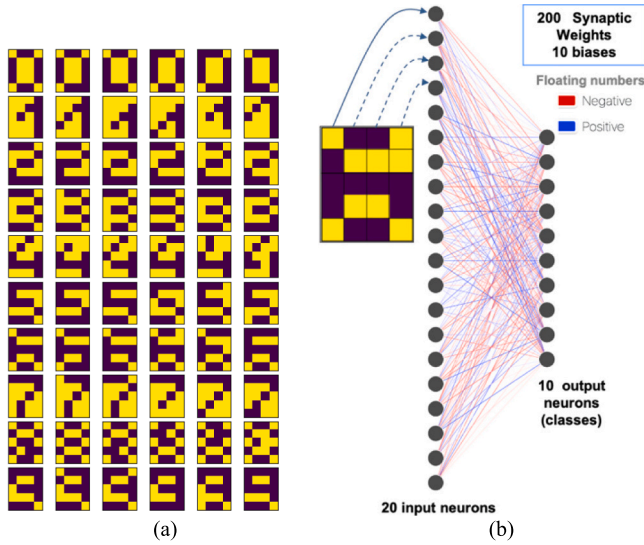 200 Synaptic
Weights
10 biases
Floating numbers
Negative
Positive
10 output
neurons
(classes)
20 input neurons
(a)
(b)